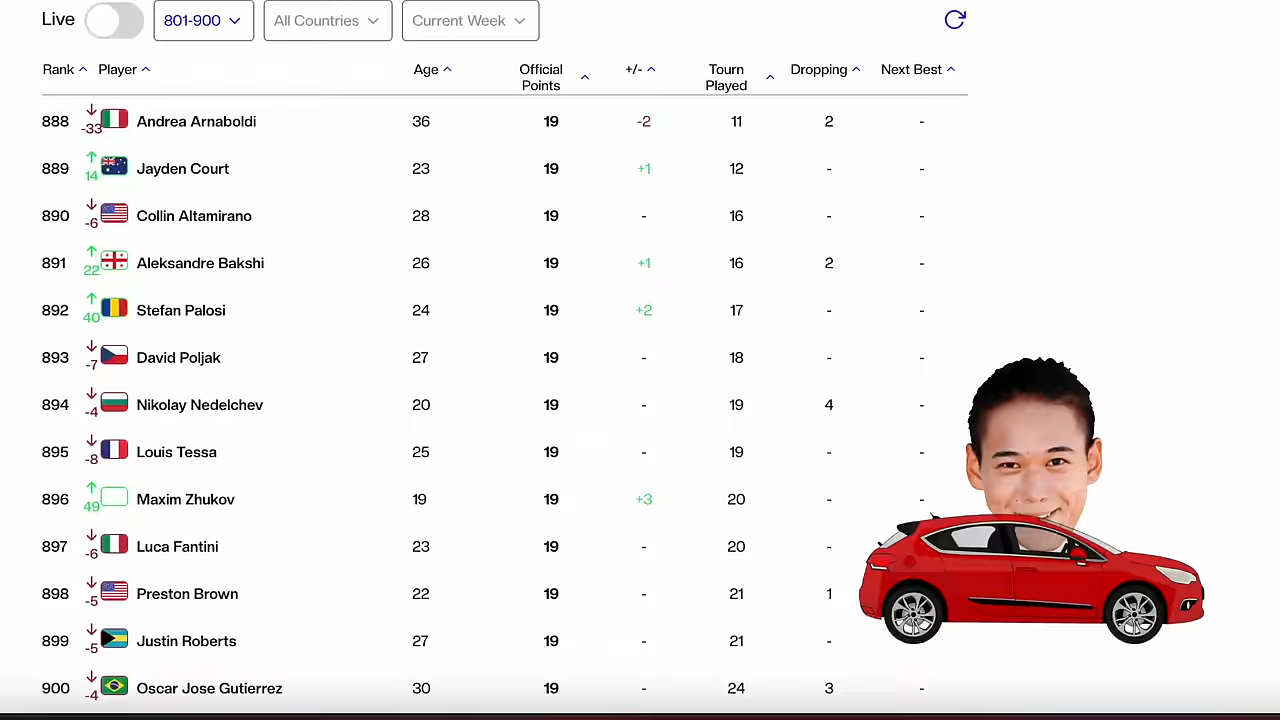 Live 801-900 All Countries Current Week
Rank Player Age Official Points +/- Tourn Played Dropping Next Best
888 -33 Andrea Arnaboldi 36 19 -2 11 2 -
889 14 Jayden Court 23 19 +1 12 - -
890 -6 Collin Altamirano 28 19 - 16 - -
891 22 Aleksandre Bakshi 26 19 +1 16 2 -
892 40 Stefan Palosi 24 19 +2 17 - -
893 -7 David Poljak 27 19 - 18 - -
894 -4 Nikolay Nedelchev 20 19 - 19 4 -
895 -8 Louis Tessa 25 19 - 19 - -
896 49 Maxim Zhukov 19 19 +3 20 - -
897 -6 Luca Fantini 23 19 - 20 -
898 -5 Preston Brown 22 19 - 21 1
899 -5 Justin Roberts 27 19 - 21 -
900 -4 Oscar Jose Gutierrez 30 19 - 24 3 -